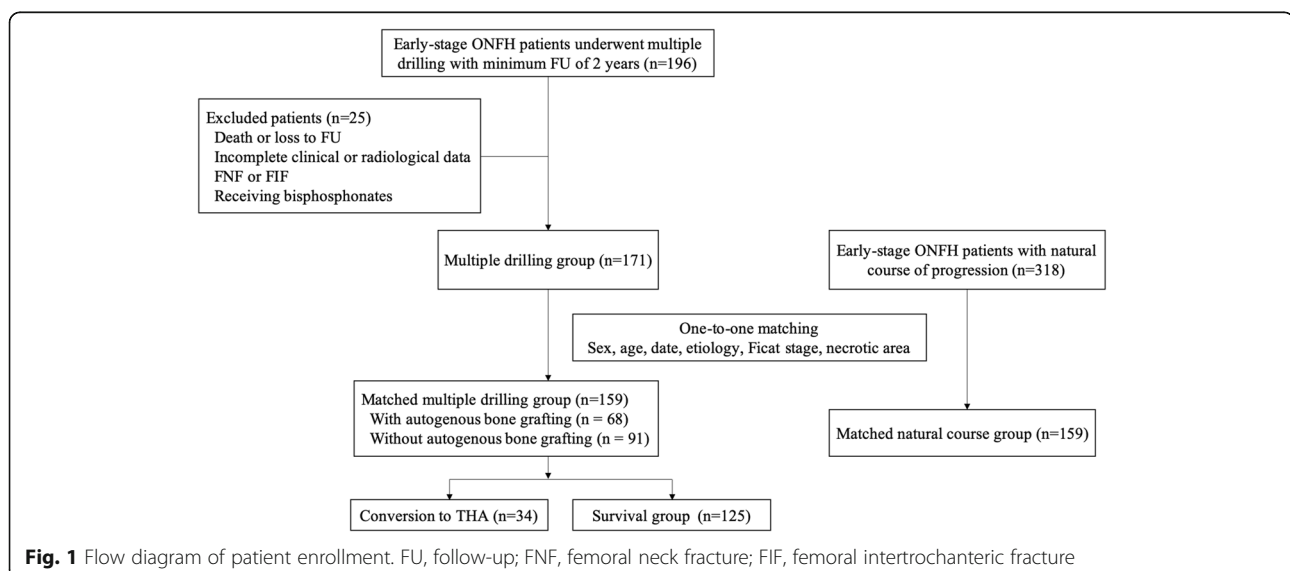 Early-stage ONFH patients underwent multiple
drilling with minimum FU of 2 years (n=196)
Excluded patients (n=25)
Death or loss to FU
Incomplete clinical or radiological data
FNF or FIF
Receiving bisphosphonates
Multiple drilling group (n=171)
Early-stage ONFH patients with natural
course of progression (n=318)
One-to-one matching
Sex, age, date, etiology, Ficat stage, necrotic area
Matched multiple drilling group (n=159)
With autogenous bone grafting (n = 68)
Without autogenous bone grafting (n = 91)
Matched natural course group (n=159)
Conversion to THA (n=34)
Survival group (n=125)
Fig. 1 Flow diagram of patient enrollment. FU, follow-up; FNF, femoral neck fracture; FIF, femoral intertrochanteric fracture